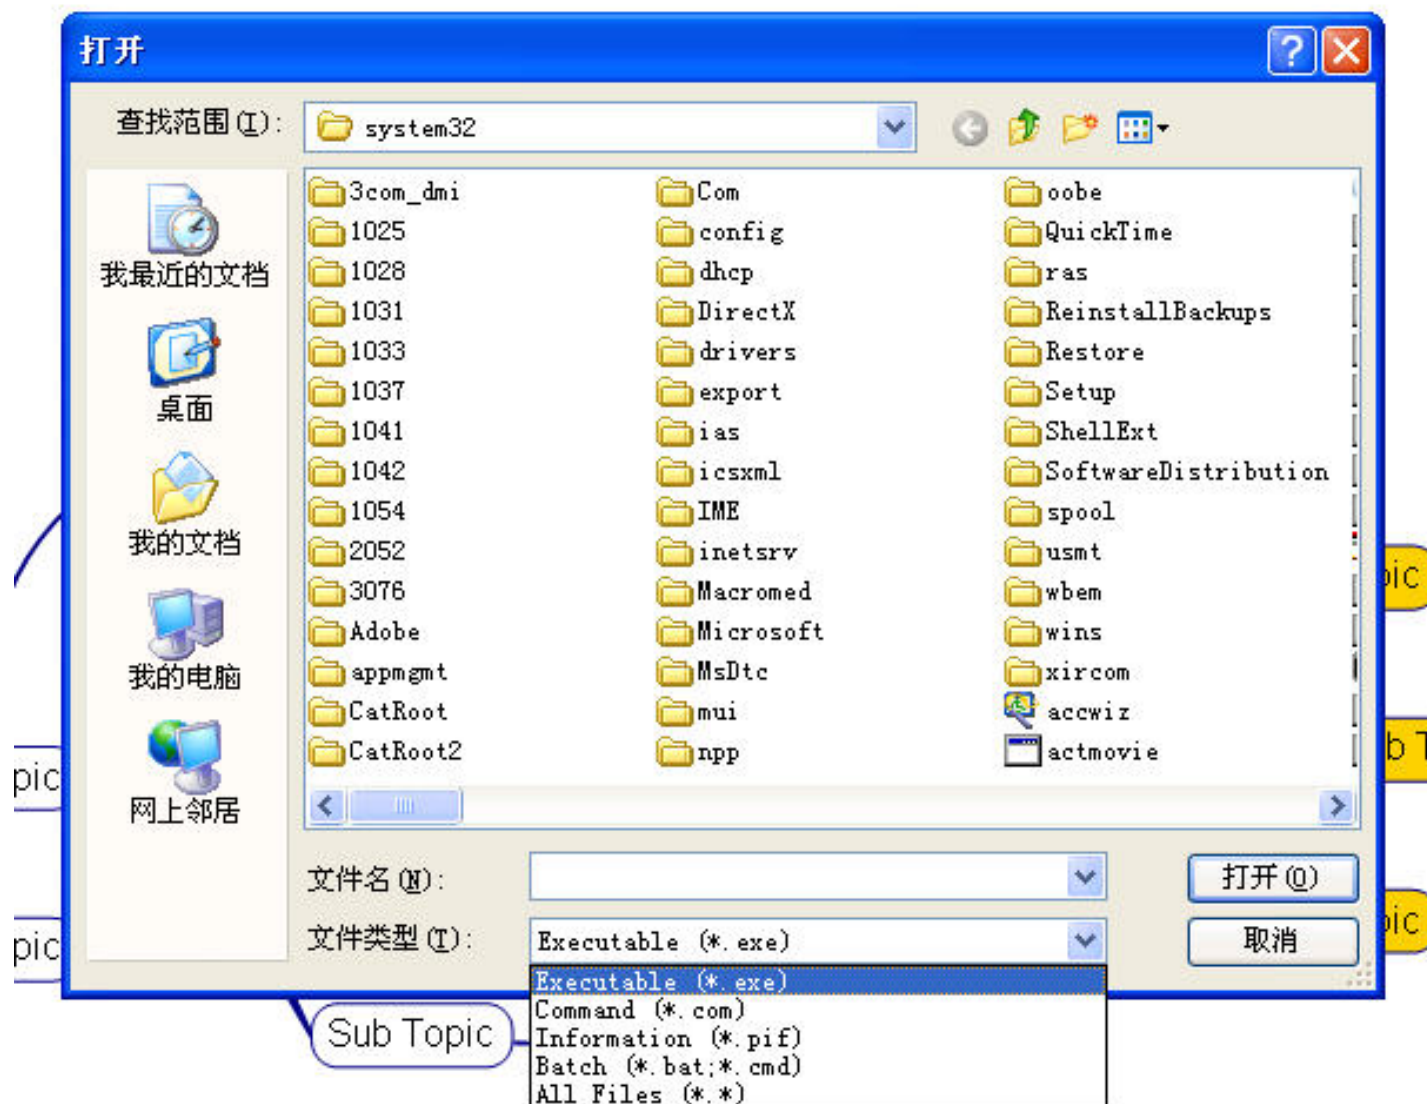 打开
查找范围(I):
system32
我最近的文档
桌面
我的文档
我的电脑
网上邻居
3com_dmi
1025
1028
1031
1033
1037
1041
1042
1054
2052
3076
Adobe
appmgmt
CatRoot
CatRoot2
Com
config
dhcp
DirectX
drivers
export
ias
icsxml
IME
inetsrv
Macromed
Microsoft
MsDtc
mui
npp
oobe
QuickTime
ras
ReinstallBackups
Restore
Setup
ShellExt
SoftwareDistribution
spool
usmt
wbem
wins
xircom
accwiz
actmovie
文件名(N):
打开(O)
文件类型(T):
Executable (*.exe)
取消
Executable (*.exe)
Command (*.com)
Information (*.pif)
Batch (*.bat;*.cmd)
All Files (*.*)
Sub Topic
pic
pic
pic
b T
pic